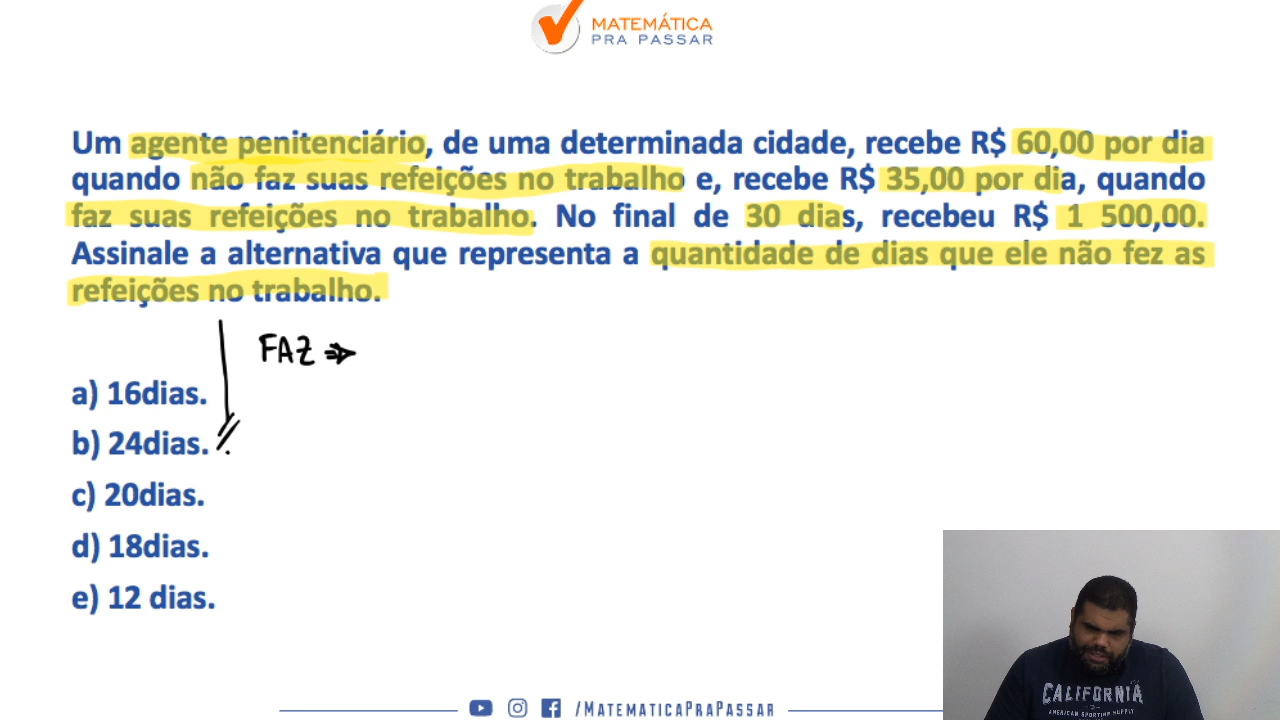 MATEMÁTICA
PRA PASSAR
Um agente penitenciário, de uma determinada cidade, recebe R$ 60,00 por dia
quando não faz suas refeições no trabalho e, recebe R$ 35,00 por dia, quando
faz suas refeições no trabalho. No final de 30 dias, recebeu R$ 1 500,00.
Assinale a alternativa que representa a quantidade de dias que ele não fez as
refeições no trabalho.
FAZ ⇒
a) 16dias.
b) 24dias.
c) 20dias.
d) 18dias.
e) 12 dias.
CALIFORNIA
AMERICAN SPORTING SUPPLY
/MATEMATICAPRAPASSAR